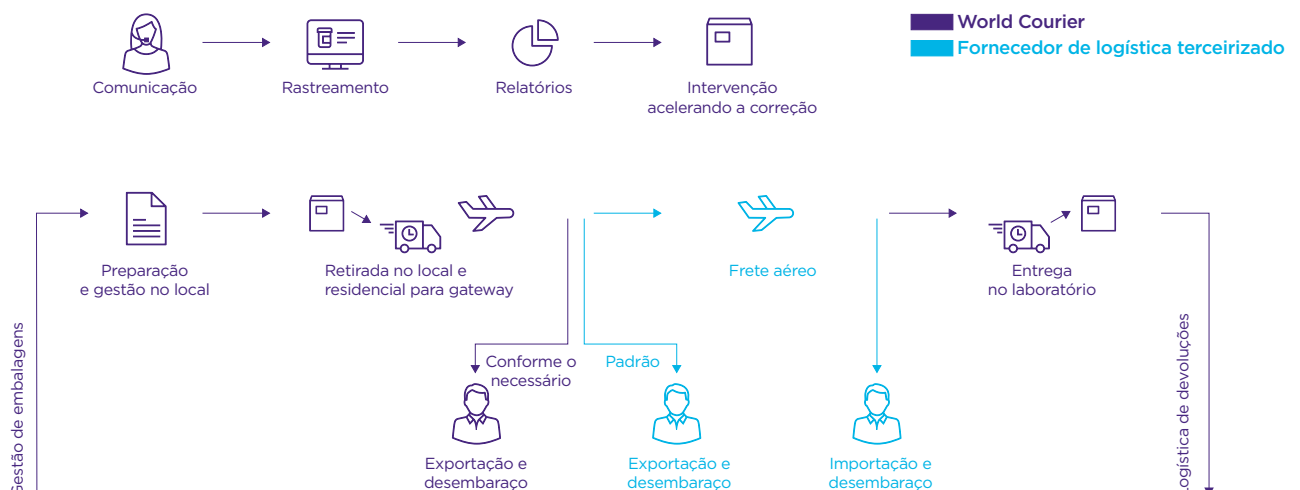 World Courier
Fornecedor de logística terceirizado
Comunicação
Rastreamento
Relatórios
Intervenção
acelerando a correção
Preparação
e gestão no local
Retirada no local e
residencial para gateway
Frete aéreo
Entrega
no laboratório
Gestão de embalagens
Conforme o
necessário
Padrão
Logística de devoluções
Exportação e
desembaraço
Exportação e
desembaraço
Importação e
desembaraço